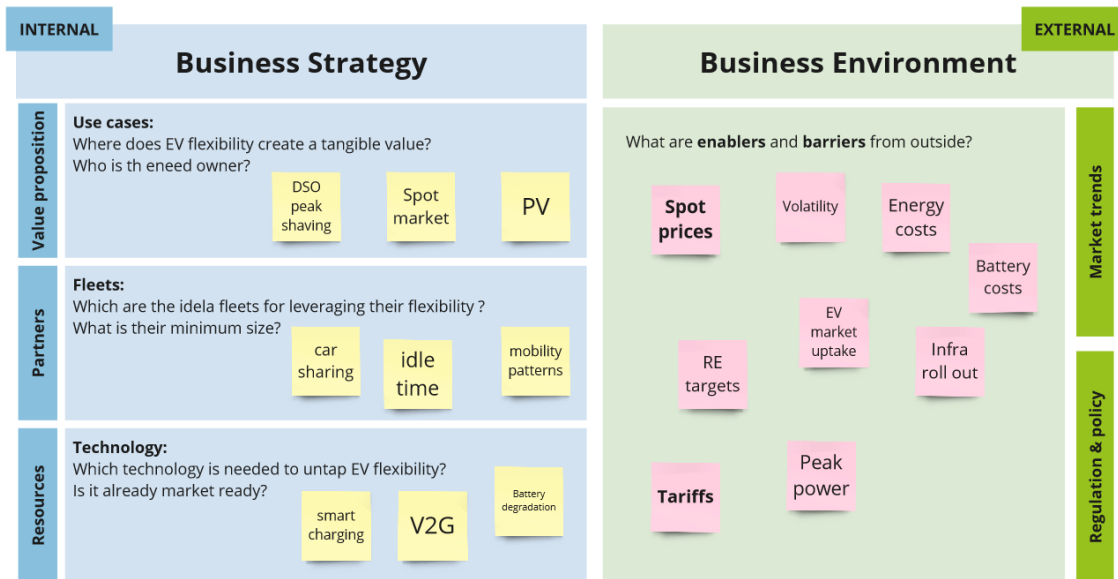 INTERNAL
Business Strategy
Value proposition
Use cases:
Where does EV flexibility create a tangible value?
Who is th eneed owner?
DSO
peak
shaving
Spot
market
PV
Partners
Fleets:
Which are the idela fleets for leveraging their flexibility ?
What is their minimum size?
car
sharing
idle
time
mobility
patterns
Resources
Technology:
Which technology is needed to untap EV flexibility?
Is it already market ready?
smart
charging
V2G
Battery
degradation
EXTERNAL
Business Environment
What are enablers and barriers from outside?
Spot
prices
Volatility
Energy
costs
Battery
costs
EV
market
uptake
RE
targets
Infra
roll out
Tariffs
Peak
power
Market trends
Regulation & policy